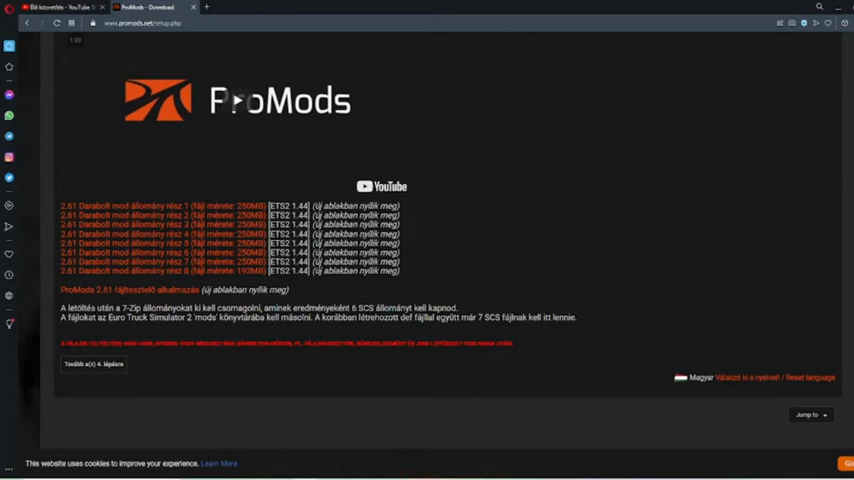 Élő közvetítés - YouTube St
ProMods - Download
www.promods.net/setup.php
1:00
ProMods
YouTube
2.61 Darabolt mod állomány rész 1 (fájl mérete: 250MB) [ETS2 1.44] (új ablakban nyílik meg)
2.61 Darabolt mod állomány rész 2 (fájl mérete: 250MB) [ETS2 1.44] (új ablakban nyílik meg)
2.61 Darabolt mod állomány rész 3 (fájl mérete: 250MB) [ETS2 1.44] (új ablakban nyílik meg)
2.61 Darabolt mod állomány rész 4 (fájl mérete: 250MB) [ETS2 1.44] (új ablakban nyílik meg)
2.61 Darabolt mod állomány rész 5 (fájl mérete: 250MB) [ETS2 1.44] (új ablakban nyílik meg)
2.61 Darabolt mod állomány rész 6 (fájl mérete: 250MB) [ETS2 1.44] (új ablakban nyílik meg)
2.61 Darabolt mod állomány rész 7 (fájl mérete: 250MB) [ETS2 1.44] (új ablakban nyílik meg)
2.61 Darabolt mod állomány rész 8 (fájl mérete: 192MB) [ETS2 1.44] (új ablakban nyílik meg)
ProMods 2.61 fájltesztelő alkalmazás (új ablakban nyílik meg)
A letöltés után a 7-Zip állományokat ki kell csomagolni, aminek eredményeként 6 SCS állományt kell kapnod.
A fájlokat az Euro Truck Simulator 2 'mods' könyvtárába kell másolni. A korábban létrehozott def fájllal együtt már 7 SCS fájlnak kell itt lennie.
A FÁJLOK FELTÖLTÉSE MÁS
Tovább a(z) 4. lépésre
Magyar Válaszd ki a nyelvet! / Reset language
Jump to
This website uses cookies to improve your experience. Learn More
Go